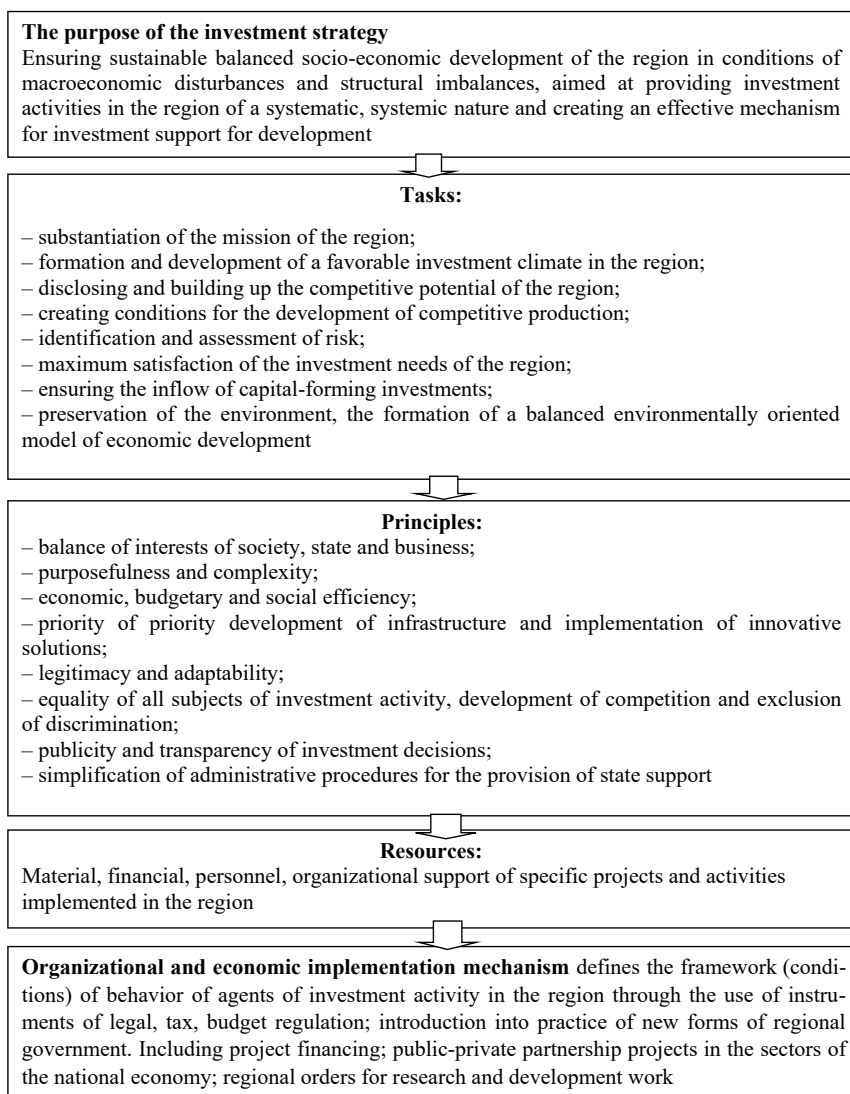 The purpose of the investment strategy
Ensuring sustainable balanced socio-economic development of the region in conditions of
macroeconomic disturbances and structural imbalances, aimed at providing investment
activities in the region of a systematic, systemic nature and creating an effective mechanism
for investment support for development
Tasks:
– substantiation of the mission of the region;
– formation and development of a favorable investment climate in the region;
– disclosing and building up the competitive potential of the region;
– creating conditions for the development of competitive production;
– identification and assessment of risk;
– maximum satisfaction of the investment needs of the region;
– ensuring the inflow of capital-forming investments;
– preservation of the environment, the formation of a balanced environmentally oriented
model of economic development
Principles:
– balance of interests of society, state and business;
– purposefulness and complexity;
– economic, budgetary and social efficiency;
– priority of priority development of infrastructure and implementation of innovative
solutions;
– legitimacy and adaptability;
– equality of all subjects of investment activity, development of competition and exclusion
of discrimination;
– publicity and transparency of investment decisions;
– simplification of administrative procedures for the provision of state support
Resources:
Material, financial, personnel, organizational support of specific projects and activities
implemented in the region
Organizational and economic implementation mechanism defines the framework (condi-
tions) of behavior of agents of investment activity in the region through the use of instru-
ments of legal, tax, budget regulation; introduction into practice of new forms of regional
government. Including project financing; public-private partnership projects in the sectors of
the national economy; regional orders for research and development work